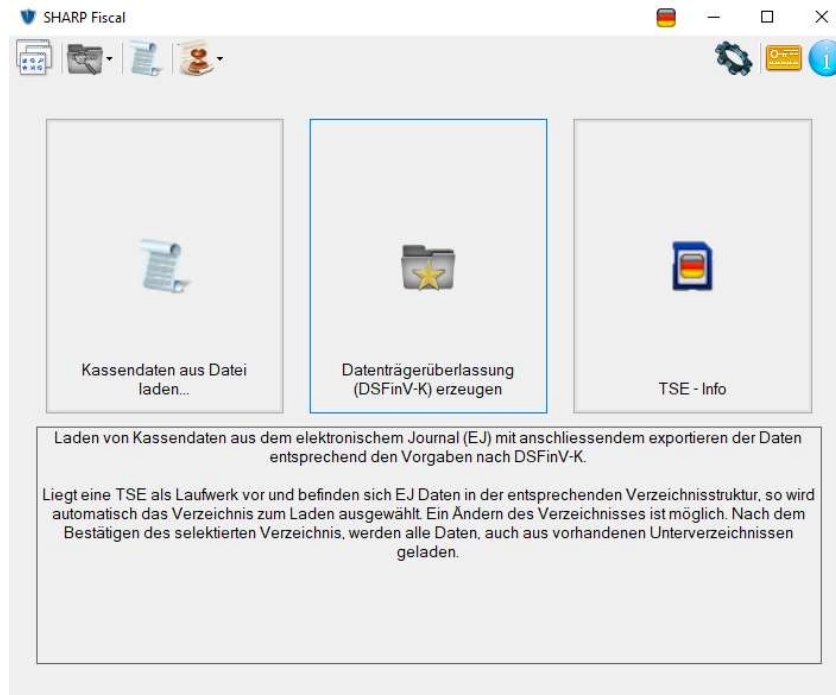 SHARP Fiscal
Kassendaten aus Datei
laden...
Datenträgerüberlassung
(DSFinV-K) erzeugen
TSE - Info
Laden von Kassendaten aus dem elektronischem Journal (EJ) mit anschliessendem exportieren der Daten
entsprechend den Vorgaben nach DSFinV-K.
Liegt eine TSE als Laufwerk vor und befinden sich EJ Daten in der entsprechenden Verzeichnisstruktur, so wird
automatisch das Verzeichnis zum Laden ausgewählt. Ein Ändern des Verzeichnisses ist möglich. Nach dem
Bestätigen des selektierten Verzeichnis, werden alle Daten, auch aus vorhandenen Unterverzeichnissen
geladen.